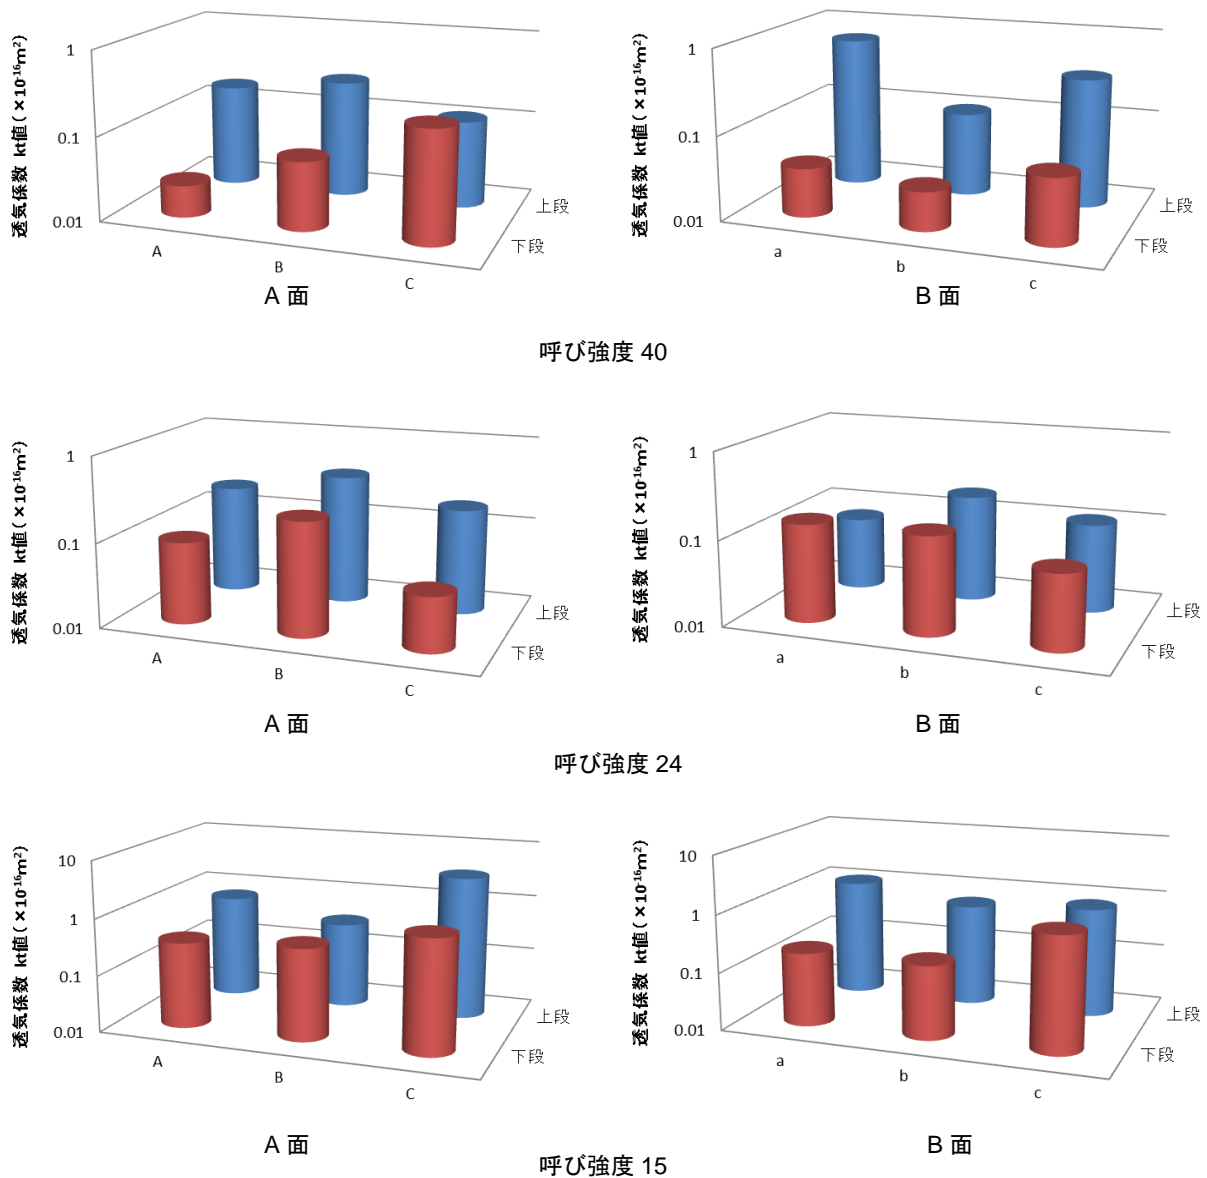 透気係数 kt値(×10⁻¹⁶m²)
1
0.1
0.01
A
B
C
上段
下段
A 面
透気係数 kt値(×10⁻¹⁶m²)
1
0.1
0.01
a
b
c
上段
下段
B 面
呼び強度 40
透気係数 kt値(×10⁻¹⁶m²)
1
0.1
0.01
A
B
C
上段
下段
A 面
透気係数 kt値(×10⁻¹⁶m²)
1
0.1
0.01
a
b
c
上段
下段
B 面
呼び強度 24
透気係数 kt値(×10⁻¹⁶m²)
10
1
0.1
0.01
A
B
C
上段
下段
A 面
透気係数 kt値(×10⁻¹⁶m²)
10
1
0.1
0.01
a
b
c
上段
下段
B 面
呼び強度 15